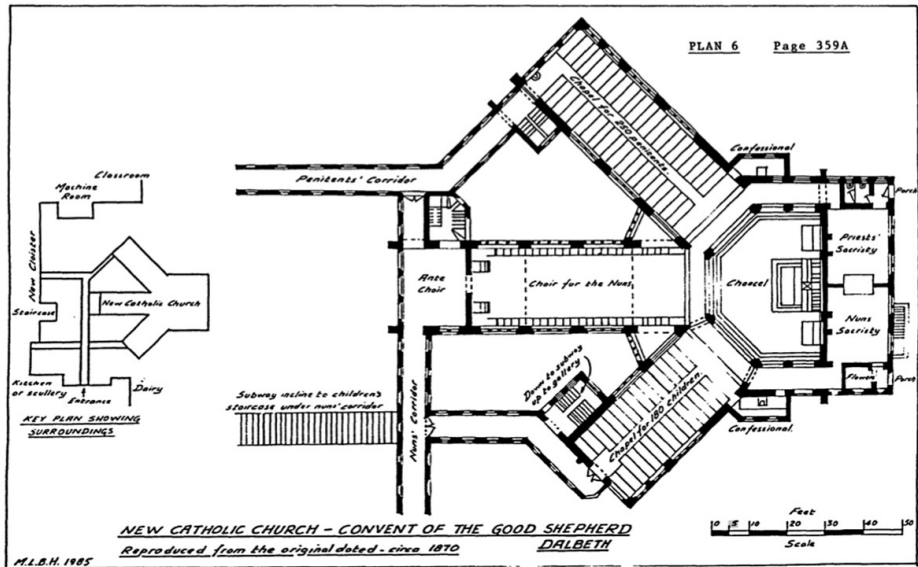 PLAN 6 Page 359A
Chapel for 250 penitents
Confessional
Porch
Penitents' Corridor
Classroom
Machine
Room
New Cloister
New Catholic Church
Staircase
Kitchen
or scullery
Dairy
Entrance
KEY PLAN SHOWING
SURROUNDINGS
Ante
Choir
Choir for the Nuns
Chancel
Priests'
Sacristy
Nuns
Sacristy
Flowers
Porch
Down to subway
up to gallery
Subway incline to children's
staircase under nuns' corridor
Nuns' Corridor
Chapel for 180 children.
Confessional.
NEW CATHOLIC CHURCH – CONVENT OF THE GOOD SHEPHERD
DALBETH
Reproduced from the original dated - circa 1870
Feet
0 5 10 20 30 40 50
Scale
M.L.B.H. 1985